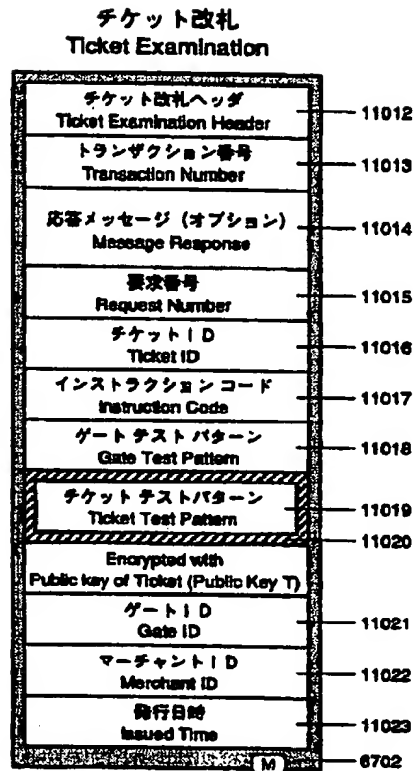 チケット改札
Ticket Examination
チケット改札ヘッダ
Ticket Examination Header
11012
トランザクション番号
Transaction Number
11013
応答メッセージ（オプション）
Message Response
11014
要求番号
Request Number
11015
チケットＩＤ
Ticket ID
11016
インストラクション コード
Instruction Code
11017
ゲート テスト パターン
Gate Test Pattern
11018
チケット テストパターン
Ticket Test Pattern
11019
11020
Encrypted with
Public key of Ticket (Public Key T)
ゲートＩＤ
Gate ID
11021
マーチャントＩＤ
Merchant ID
11022
発行日時
Issued Time
11023
M
6702